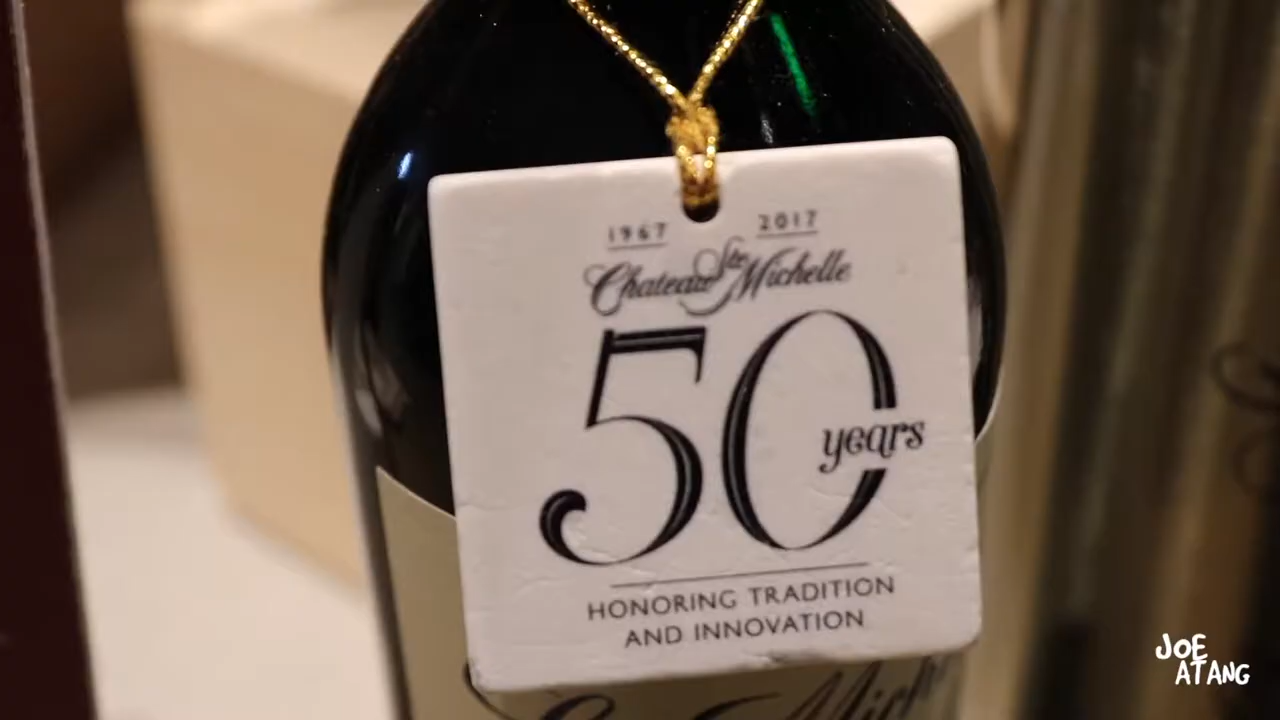 1967 2017
Chateau Ste Michelle
50
years
HONORING TRADITION
AND INNOVATION
JOE
ATANG